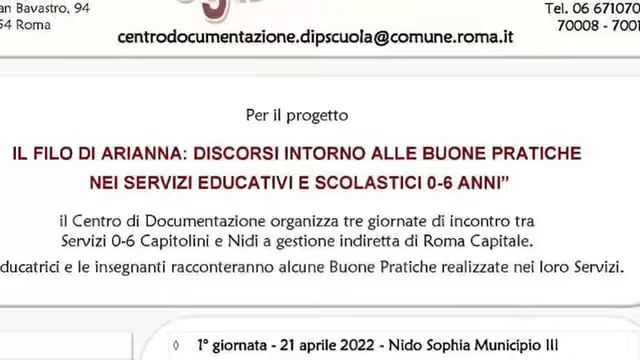 an Bavastro, 94
54 Roma
Tel. 06 671070
70008 - 7001
centrodocumentazione.dipscuola@comune.roma.it
Per il progetto
IL FILO DI ARIANNA: DISCORSI INTORNO ALLE BUONE PRATICHE
NEI SERVIZI EDUCATIVI E SCOLASTICI 0-6 ANNI”
il Centro di Documentazione organizza tre giornate di incontro tra
Servizi 0-6 Capitolini e Nidi a gestione indiretta di Roma Capitale.
ducatrici e le insegnanti racconteranno alcune Buone Pratiche realizzate nei loro Servizi.
◊ 1° giornata - 21 aprile 2022 - Nido Sophia Municipio III